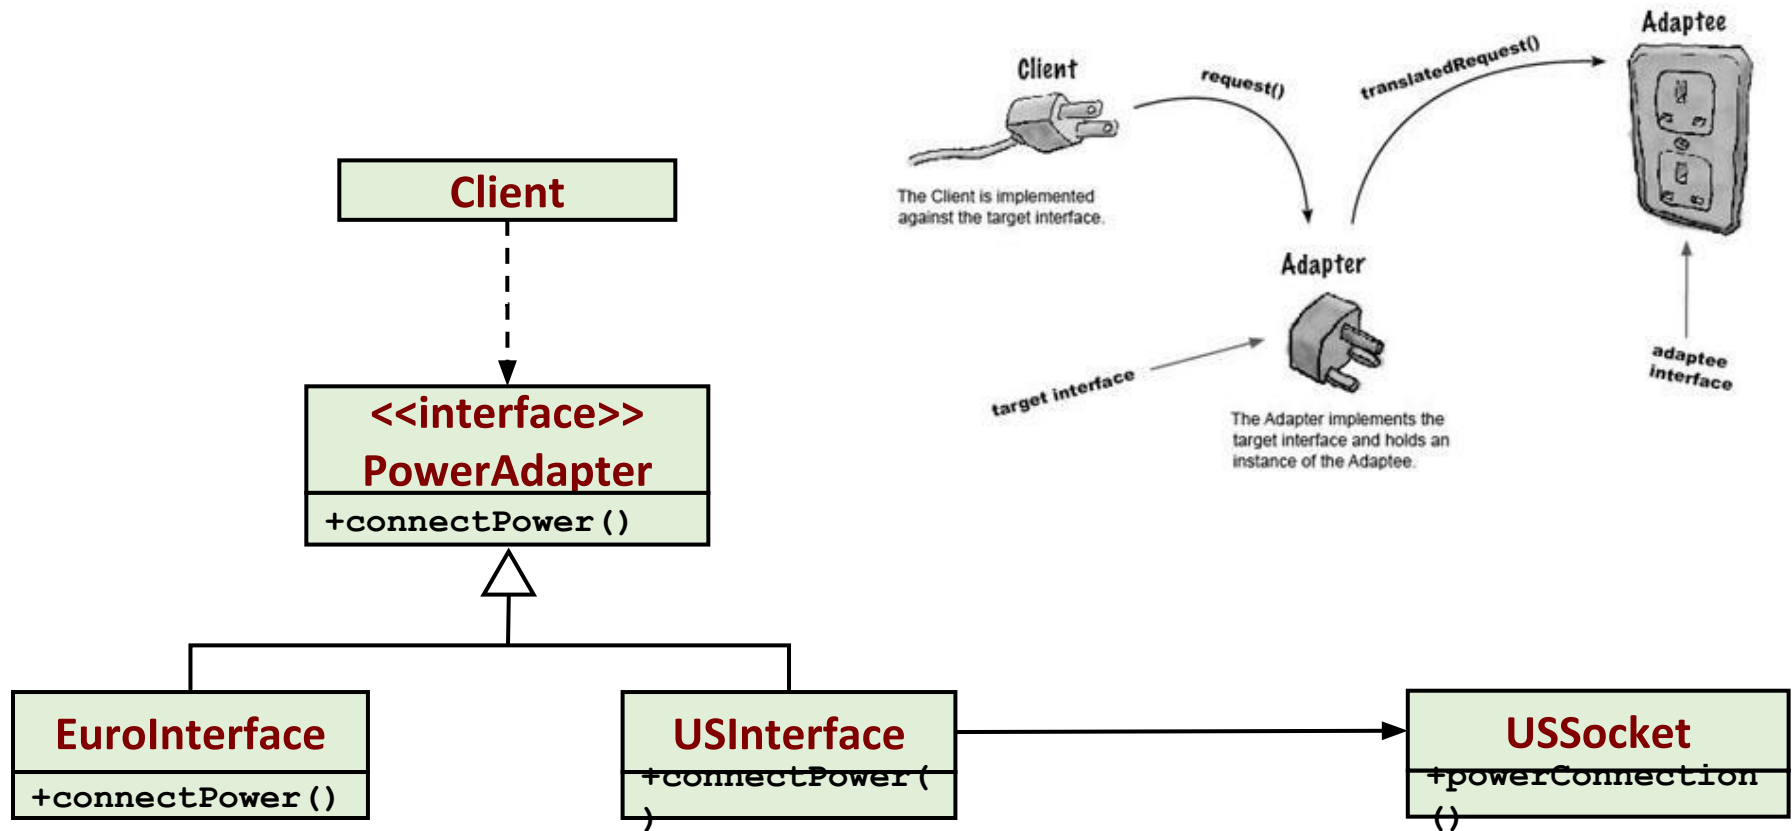 Client
<<interface>>
PowerAdapter
+connectPower()
EuroInterface
+connectPower()
USInterface
+connectPower(
)
USSocket
+powerConnection
()
Client
request()
translatedRequest()
Adaptee
The Client is implemented
against the target interface.
Adapter
target interface
The Adapter implements the
target interface and holds an
instance of the Adaptee.
adaptee
interface